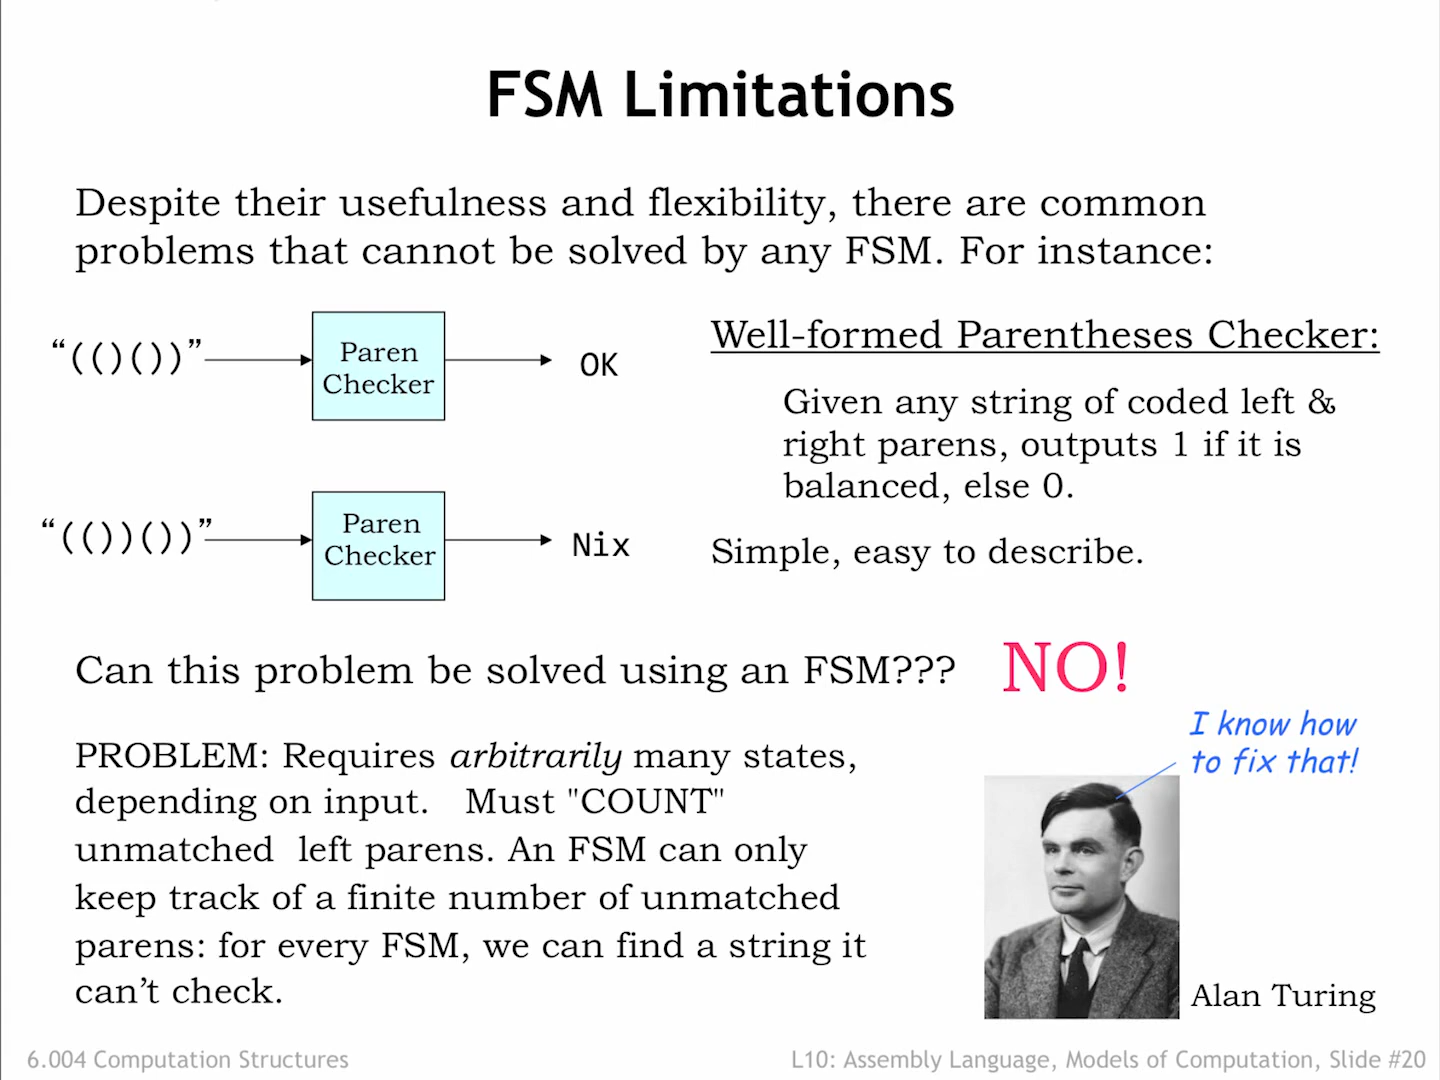 FSM Limitations
Despite their usefulness and flexibility, there are common
problems that cannot be solved by any FSM. For instance:
“(()())”
Paren
Checker
OK
“(())())”
Paren
Checker
Nix
Well-formed Parentheses Checker:
Given any string of coded left &
right parens, outputs 1 if it is
balanced, else 0.
Simple, easy to describe.
Can this problem be solved using an FSM??? NO!
PROBLEM: Requires arbitrarily many states,
depending on input. Must "COUNT"
unmatched left parens. An FSM can only
keep track of a finite number of unmatched
parens: for every FSM, we can find a string it
can’t check.
I know how
to fix that!
Alan Turing
6.004 Computation Structures
L10: Assembly Language, Models of Computation, Slide #20